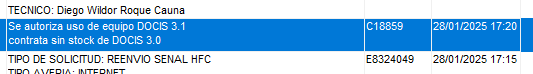 TECNICO: Diego Wildor Roque Cauna
Se autoriza uso de equipo DOCIS 3.1 C18859 28/01/2025 17:20
contrata sin stock de DOCIS 3.0
TIPO DE SOLICITUD: REENVIO SENAL HFC E8324049 28/01/2025 17:15
TIPO AVERIA: INTERNET